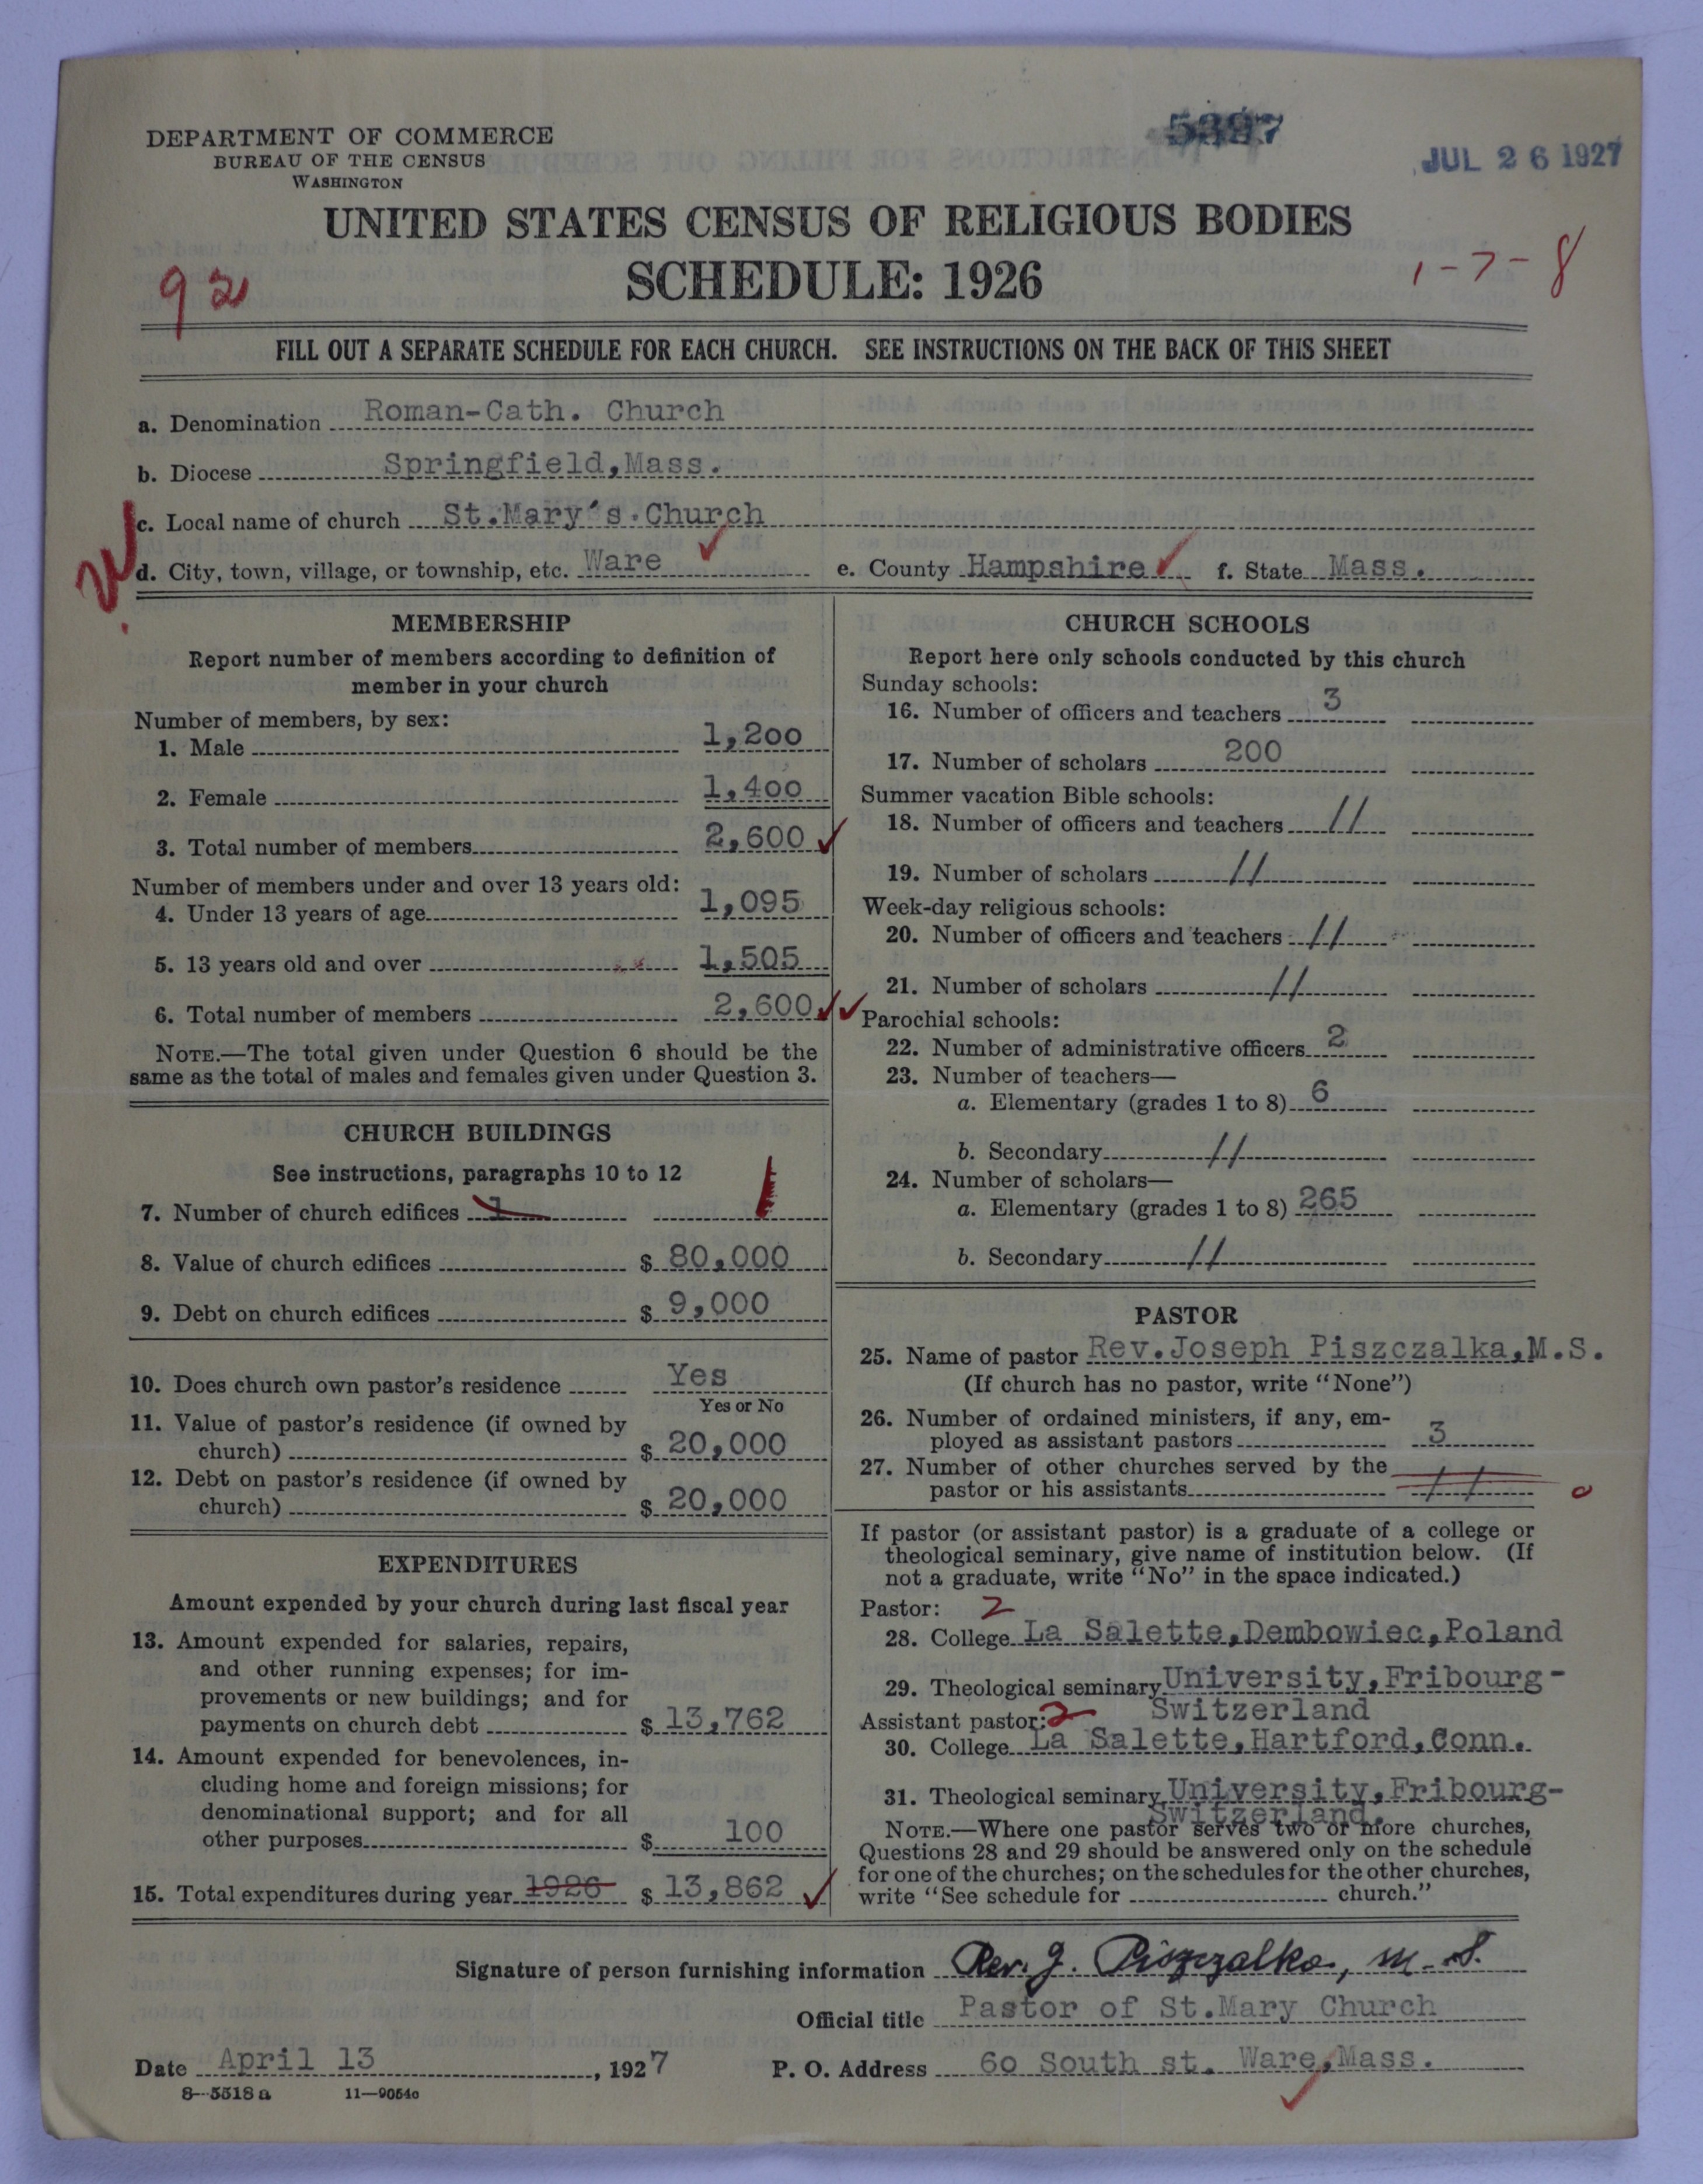 DEPARTMENT OF COMMERCE
BUREAU OF THE CENSUS
WASHINGTON
JUL 26 1927
UNITED STATES CENSUS OF RELIGIOUS BODIES
SCHEDULE: 1926
92
1-7-8
FILL OUT A SEPARATE SCHEDULE FOR EACH CHURCH. SEE INSTRUCTIONS ON THE BACK OF THIS SHEET
a. Denomination Roman-Cath. Church
b. Diocese Springfield,Mass.
c. Local name of church St.Mary's.Church
d. City, town, village, or township, etc. Ware e. County Hampshire f. State Mass.
MEMBERSHIP
Report number of members according to definition of
member in your church
Number of members, by sex:
1. Male 1,200
2. Female 1,400
3. Total number of members 2,600
Number of members under and over 13 years old:
4. Under 13 years of age 1,095
5. 13 years old and over 1,505
6. Total number of members 2,600
NOTE.—The total given under Question 6 should be the
same as the total of males and females given under Question 3.
CHURCH BUILDINGS
See instructions, paragraphs 10 to 12
7. Number of church edifices 1 1
8. Value of church edifices $ 80,000
9. Debt on church edifices $ 9,000
10. Does church own pastor's residence Yes
Yes or No
11. Value of pastor's residence (if owned by
church) $ 20,000
12. Debt on pastor's residence (if owned by
church) $ 20,000
EXPENDITURES
Amount expended by your church during last fiscal year
13. Amount expended for salaries, repairs,
and other running expenses; for im-
provements or new buildings; and for
payments on church debt $ 13,762
14. Amount expended for benevolences, in-
cluding home and foreign missions; for
denominational support; and for all
other purposes $ 100
15. Total expenditures during year 1926 $ 13,862
CHURCH SCHOOLS
Report here only schools conducted by this church
Sunday schools:
16. Number of officers and teachers 3
17. Number of scholars 200
Summer vacation Bible schools:
18. Number of officers and teachers //
19. Number of scholars //
Week-day religious schools:
20. Number of officers and teachers //
21. Number of scholars //
Parochial schools:
22. Number of administrative officers 2
23. Number of teachers—
a. Elementary (grades 1 to 8) 6
b. Secondary //
24. Number of scholars—
a. Elementary (grades 1 to 8) 265
b. Secondary //
PASTOR
25. Name of pastor Rev.Joseph Piszczalka,M.S.
(If church has no pastor, write "None")
26. Number of ordained ministers, if any, em-
ployed as assistant pastors 3
27. Number of other churches served by the
pastor or his assistants // 0
If pastor (or assistant pastor) is a graduate of a college or
theological seminary, give name of institution below. (If
not a graduate, write "No" in the space indicated.)
Pastor: 2
28. College La Salette,Dembowiec,Poland
29. Theological seminary University,Fribourg-
Switzerland
Assistant pastor: 2
30. College La Salette,Hartford,Conn.
31. Theological seminary University,Fribourg-
Switzerland.
NOTE.—Where one pastor serves two or more churches,
Questions 28 and 29 should be answered only on the schedule
for one of the churches; on the schedules for the other churches,
write "See schedule for church."
Signature of person furnishing information Rev. J. Piszczalka, M.S.
Official title Pastor of St.Mary Church
Date April 13, 1927 P. O. Address 60 South st. Ware,Mass.
8-5518a 11-9054c